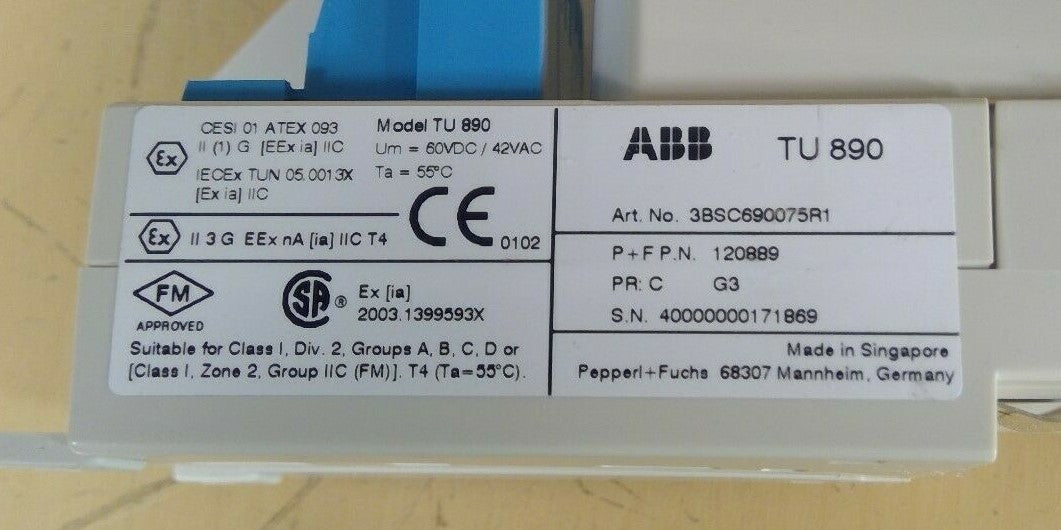 Ex
CESI 01 ATEX 093
II (1) G [EEx ia] IIC
IECEx TUN 05.0013X
[Ex ia] IIC
Model TU 890
Um = 60VDC / 42VAC
Ta = 55°C
CE 0102
Ex II 3 G EEx nA [ia] IIC T4
FM
APPROVED
SA ® Ex [ia]
2003.1399593X
Suitable for Class I, Div. 2, Groups A, B, C, D or
[Class I, Zone 2, Group IIC (FM)]. T4 (Ta=55°C).
ABB TU 890
Art. No. 3BSC690075R1
P+F P.N. 120889
PR: C G3
S.N. 40000000171869
Made in Singapore
Pepperl+Fuchs 68307 Mannheim, Germany